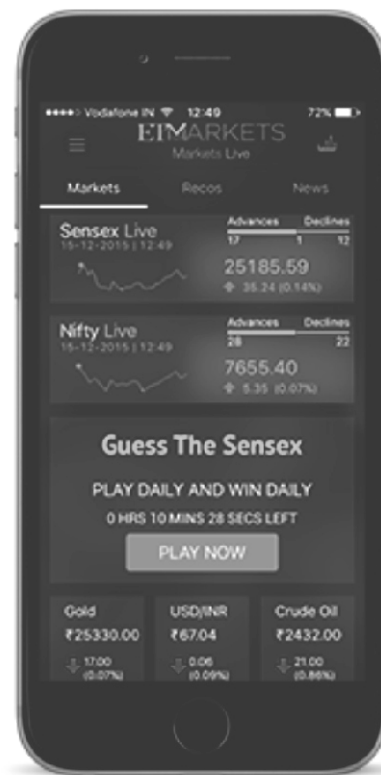 Vodafone IN 12:49 72%
ETMARKETS
Markets Live
Markets Recos News
Sensex Live Advances Declines
15-12-2015 | 12:49 17 1 12
25185.59
35.24 (0.14%)
Nifty Live Advances Declines
15-12-2015 | 12:49 28 22
7655.40
5.35 (0.07%)
Guess The Sensex
PLAY DAILY AND WIN DAILY
0 HRS 10 MINS 28 SECS LEFT
PLAY NOW
Gold USD/INR Crude Oil
₹25330.00 ₹67.04 ₹2432.00
17.00 0.06 21.00
(0.07%) (0.09%) (0.86%)